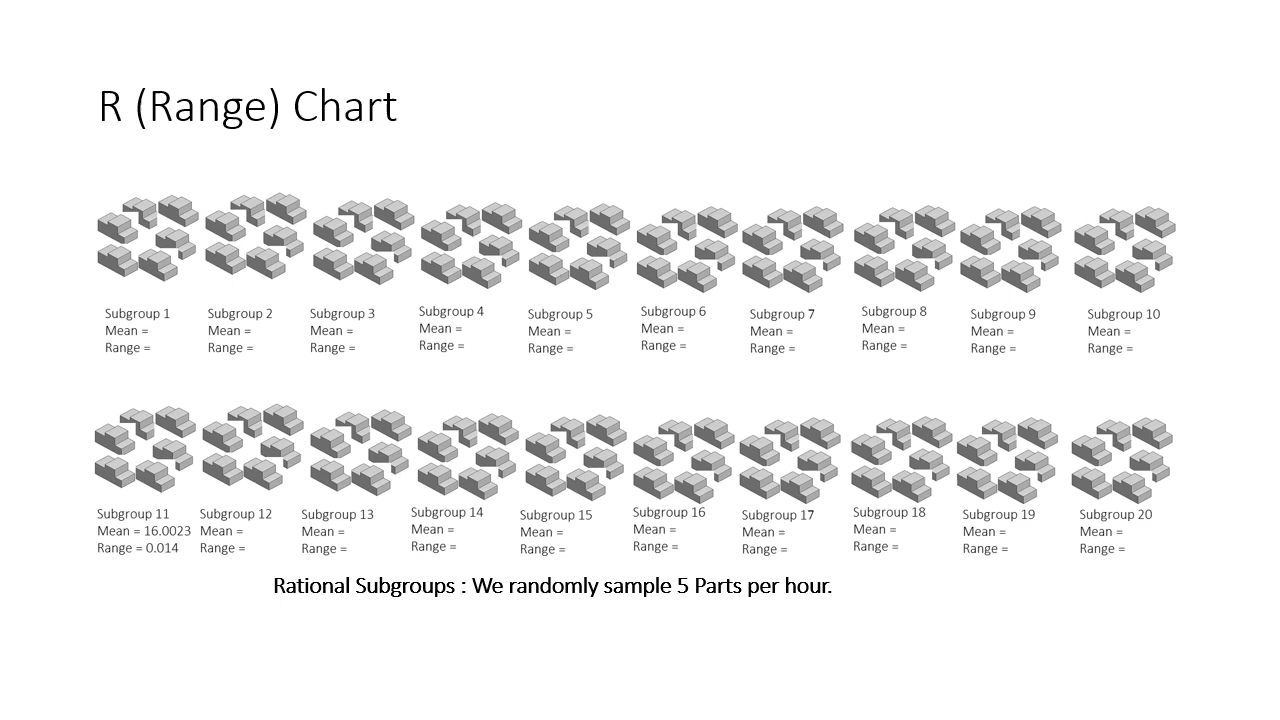 R (Range) Chart
Subgroup 1
Mean =
Range =
Subgroup 2
Mean =
Range =
Subgroup 3
Mean =
Range =
Subgroup 4
Mean =
Range =
Subgroup 5
Mean =
Range =
Subgroup 6
Mean =
Range =
Subgroup 7
Mean =
Range =
Subgroup 8
Mean =
Range =
Subgroup 9
Mean =
Range =
Subgroup 10
Mean =
Range =
Subgroup 11
Mean = 16.0023
Range = 0.014
Subgroup 12
Mean =
Range =
Subgroup 13
Mean =
Range =
Subgroup 14
Mean =
Range =
Subgroup 15
Mean =
Range =
Subgroup 16
Mean =
Range =
Subgroup 17
Mean =
Range =
Subgroup 18
Mean =
Range =
Subgroup 19
Mean =
Range =
Subgroup 20
Mean =
Range =
Rational Subgroups : We randomly sample 5 Parts per hour.